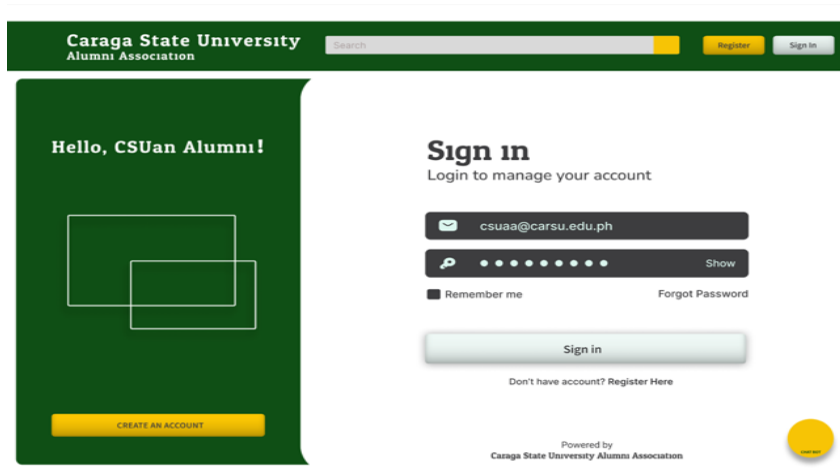 Caraga State University
Alumni Association
Search
Register
Sign In
Hello, CSUan Alumni!
CREATE AN ACCOUNT
Sign in
Login to manage your account
csuaa@carsu.edu.ph
Show
Remember me
Forgot Password
Sign in
Don't have account? Register Here
Powered by
Caraga State University Alumni Association